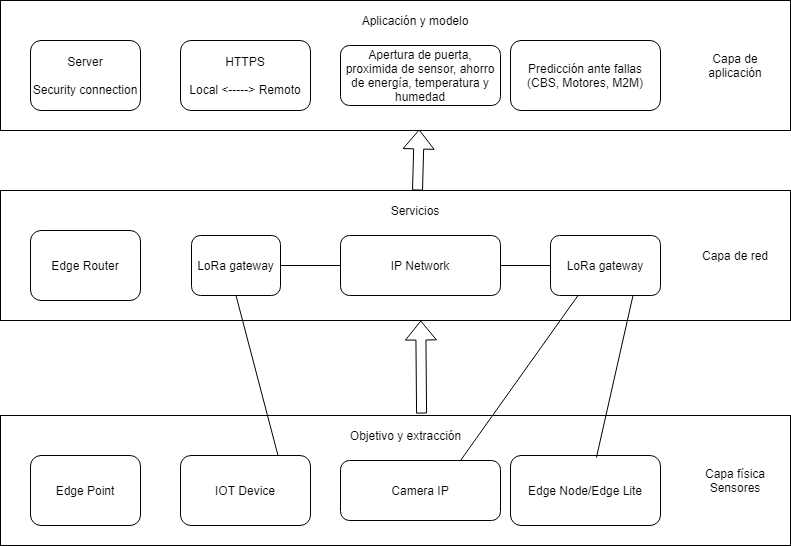 Aplicación y modelo
Server
Security connection
HTTPS
Local <-----> Remoto
Apertura de puerta,
proximida de sensor, ahorro
de energía, temperatura y
humedad
Predicción ante fallas
(CBS, Motores, M2M)
Capa de
aplicación
Servicios
Edge Router
LoRa gateway
IP Network
LoRa gateway
Capa de red
Objetivo y extracción
Edge Point
IOT Device
Camera IP
Edge Node/Edge Lite
Capa física
Sensores